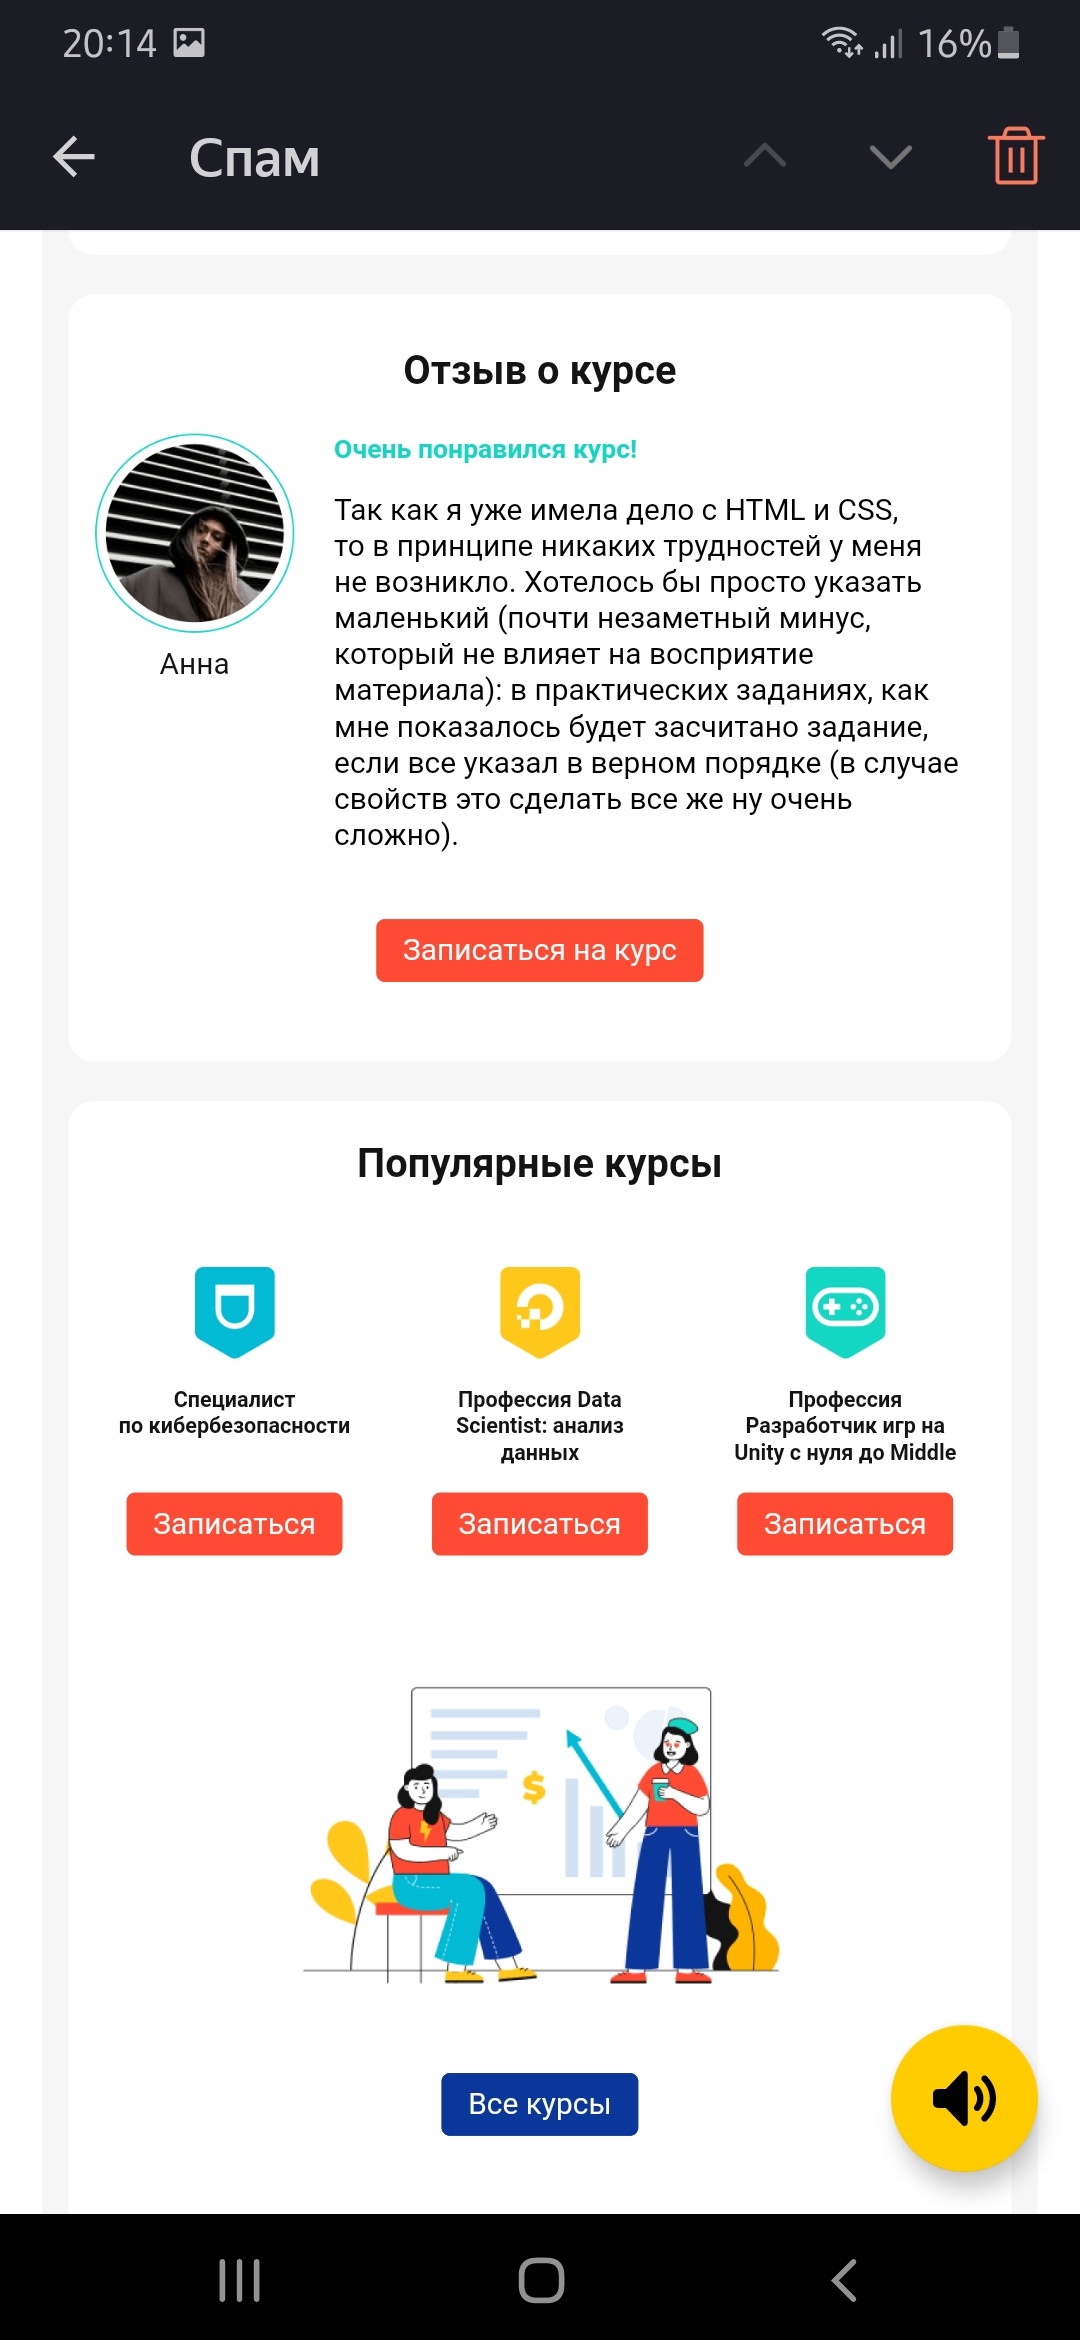 20:14
16%
Спам
Отзыв о курсе
Очень понравился курс!
Так как я уже имела дело с HTML и CSS,
то в принципе никаких трудностей у меня
не возникло. Хотелось бы просто указать
маленький (почти незаметный минус,
который не влияет на восприятие
материала): в практических заданиях, как
мне показалось будет засчитано задание,
если все указал в верном порядке (в случае
свойств это сделать все же ну очень
сложно).
Анна
Записаться на курс
Популярные курсы
Специалист
по кибербезопасности
Записаться
Профессия Data
Scientist: анализ
данных
Записаться
Профессия
Разработчик игр на
Unity с нуля до Middle
Записаться
$
Все курсы